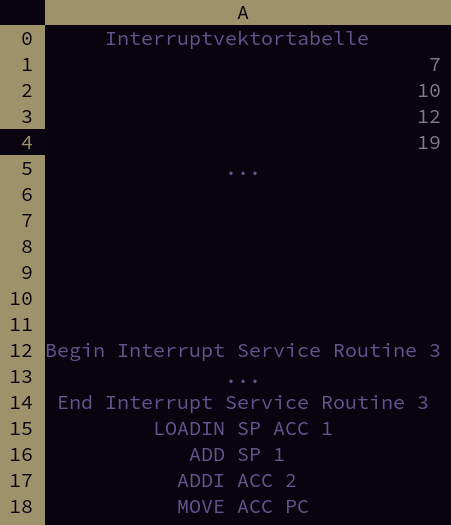 A
0 Interruptvektortabelle
1 7
2 10
3 12
4 19
5 ...
6
7
8
9
10
11
12 Begin Interrupt Service Routine 3
13 ...
14 End Interrupt Service Routine 3
15 LOADIN SP ACC 1
16 ADD SP 1
17 ADDI ACC 2
18 MOVE ACC PC